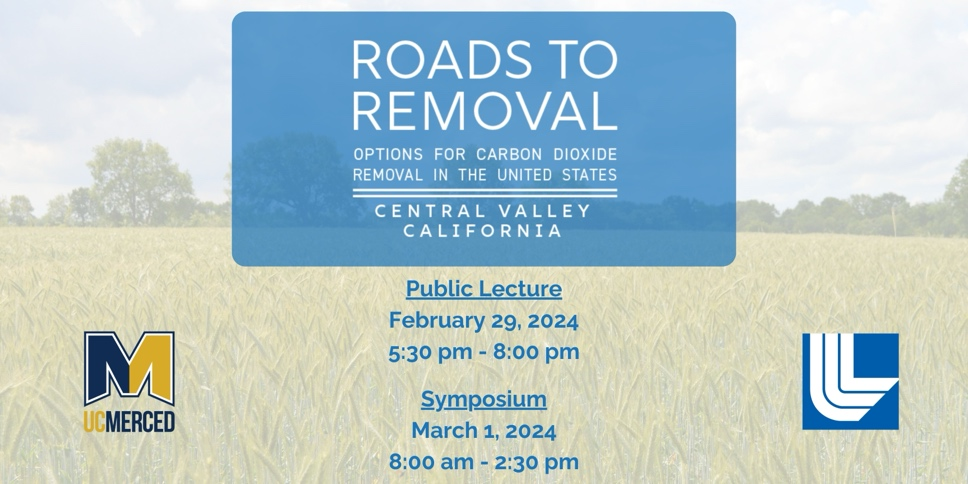 ROADS TO
REMOVAL
OPTIONS FOR CARBON DIOXIDE
REMOVAL IN THE UNITED STATES
CENTRAL VALLEY
CALIFORNIA
Public Lecture
February 29, 2024
5:30 pm - 8:00 pm
Symposium
March 1, 2024
8:00 am - 2:30 pm
M
UCMERCED